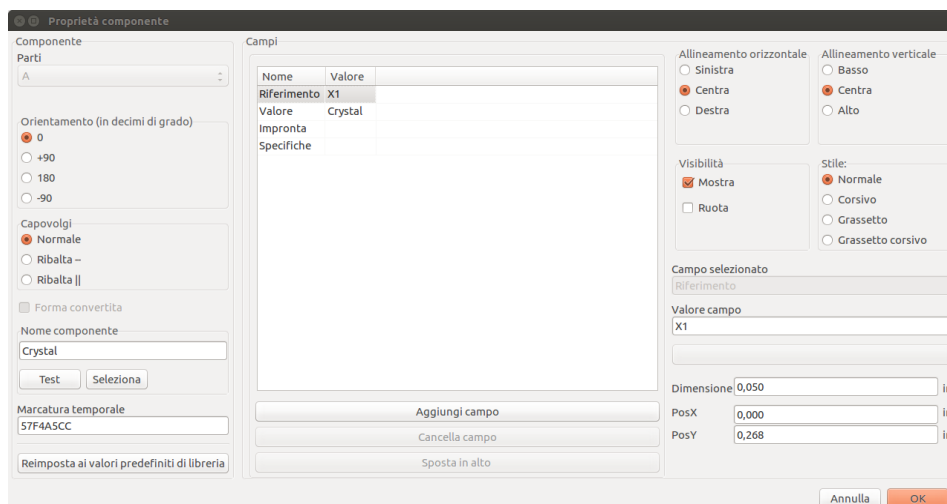 Proprietà componente
Componente
Parti
A
Orientamento (in decimi di grado)
0
+90
180
-90
Capovolgi
Normale
Ribalta --
Ribalta ||
Forma convertita
Nome componente
Crystal
Test Seleziona
Marcatura temporale
57F4A5CC
Reimposta ai valori predefiniti di libreria
Campi
Nome Valore
Riferimento X1
Valore Crystal
Impronta
Specifiche
Aggiungi campo
Cancella campo
Sposta in alto
Allineamento orizzontale
Sinistra
Centra
Destra
Allineamento verticale
Basso
Centra
Alto
Visibilità
Mostra
Ruota
Stile:
Normale
Corsivo
Grassetto
Grassetto corsivo
Campo selezionato
Riferimento
Valore campo
X1
Dimensione 0,050
PosX 0,000
PosY 0,268
Annulla OK